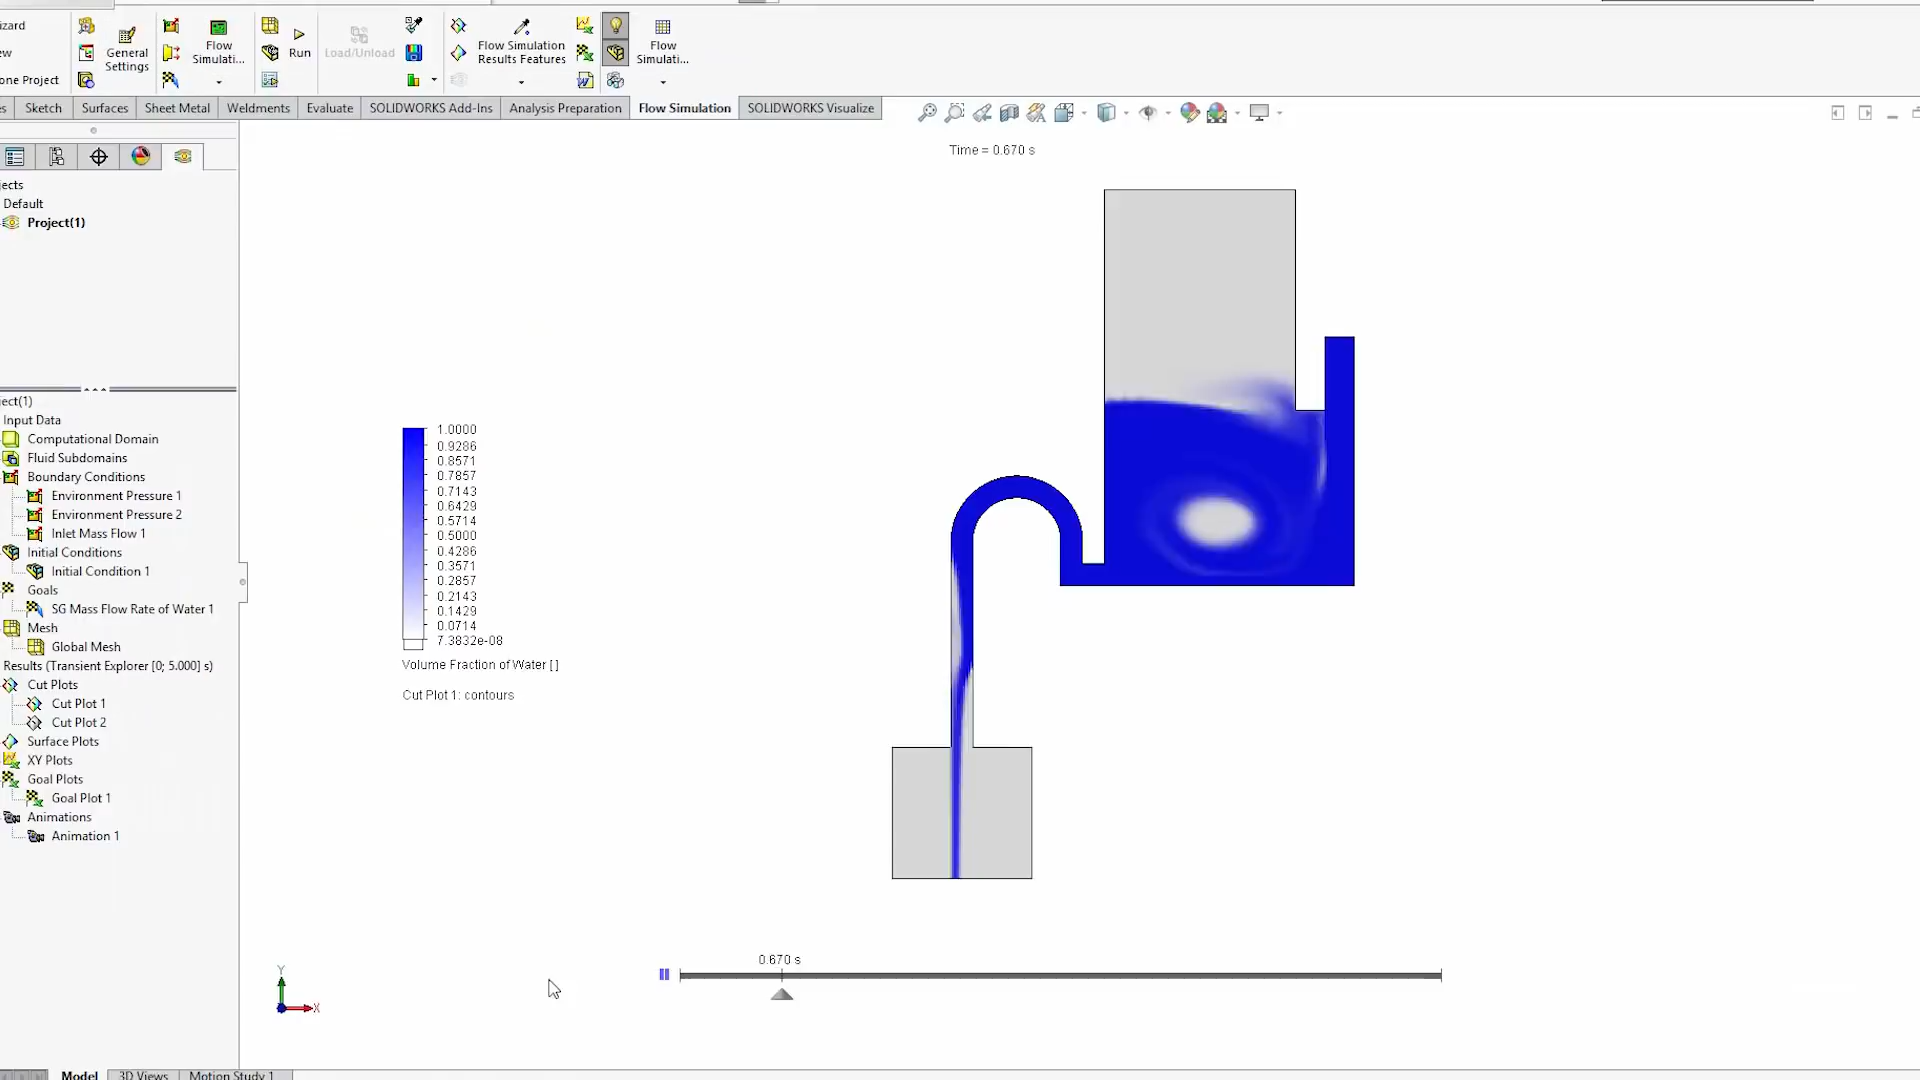 izard
ew
one Project
General
Settings
Flow
Simulati...
Run
Load/Unload
Flow Simulation
Results Features
Flow
Simulati...
es
Sketch
Surfaces
Sheet Metal
Weldments
Evaluate
SOLIDWORKS Add-Ins
Analysis Preparation
Flow Simulation
SOLIDWORKS Visualize
Time = 0.670 s
jects
Default
Project(1)
ject(1)
Input Data
Computational Domain
Fluid Subdomains
Boundary Conditions
Environment Pressure 1
Environment Pressure 2
Inlet Mass Flow 1
Initial Conditions
Initial Condition 1
Goals
SG Mass Flow Rate of Water 1
Mesh
Global Mesh
Results (Transient Explorer [0; 5.000] s)
Cut Plots
Cut Plot 1
Cut Plot 2
Surface Plots
XY Plots
Goal Plots
Goal Plot 1
Animations
Animation 1
1.0000
0.9286
0.8571
0.7857
0.7143
0.6429
0.5714
0.5000
0.4286
0.3571
0.2857
0.2143
0.1429
0.0714
7.3832e-08
Volume Fraction of Water [ ]
Cut Plot 1: contours
0.670 s
Y
X
Model
3D Views
Motion Study 1